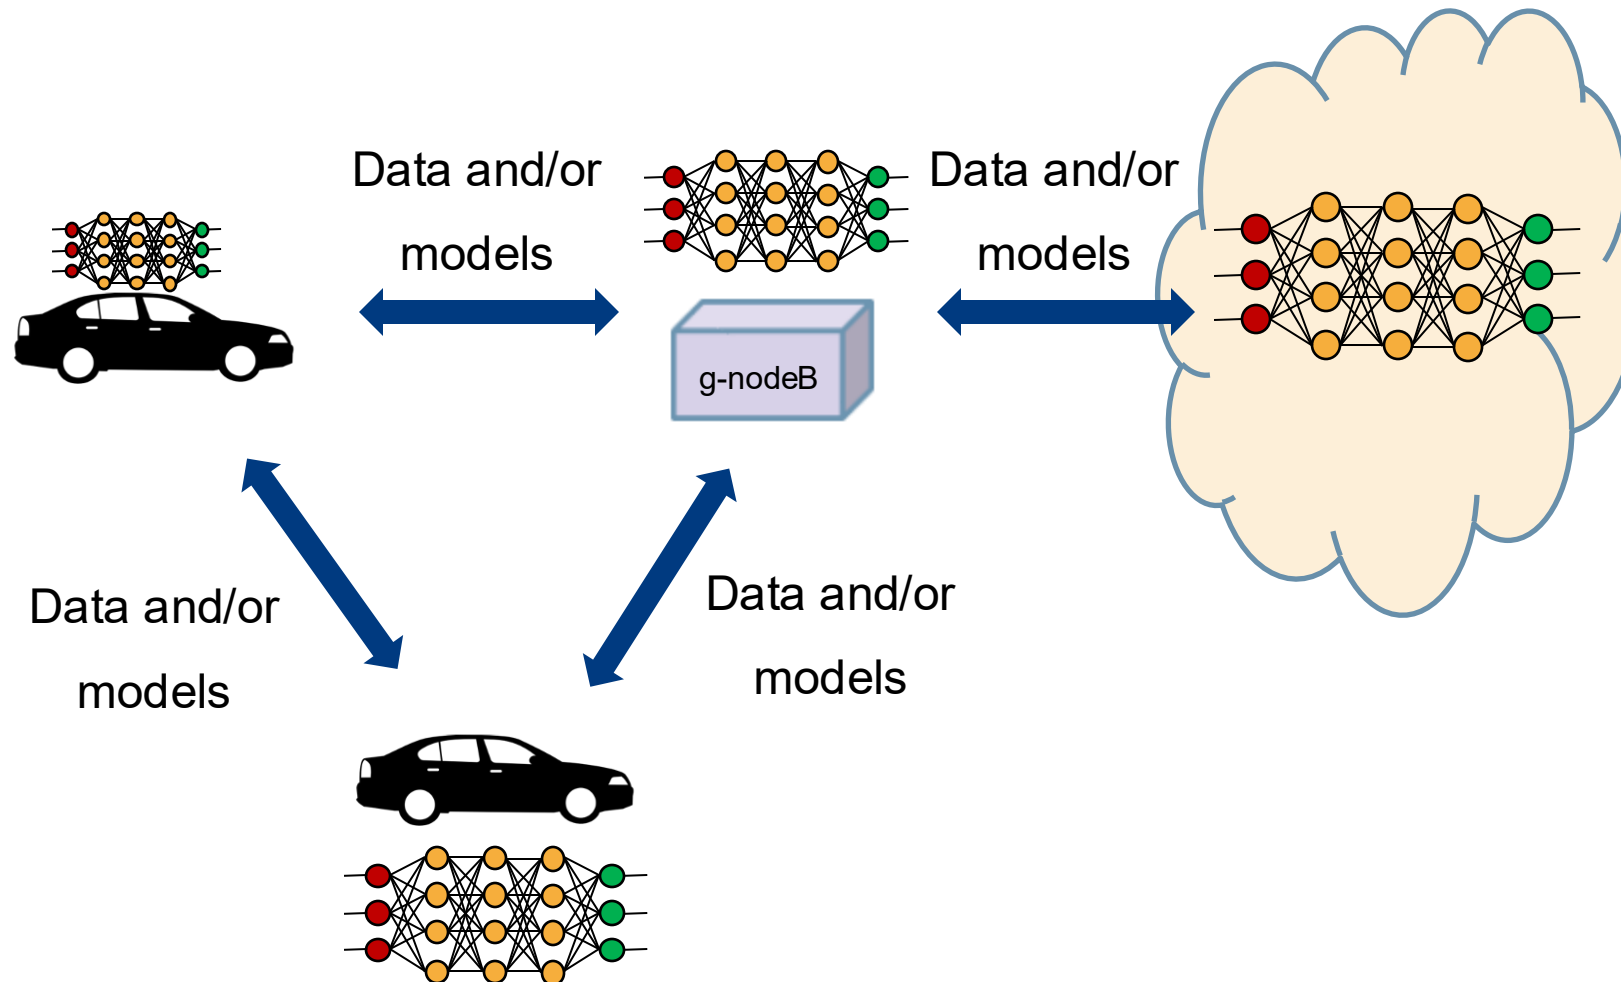 Data and/or
models
Data and/or
models
g-nodeB
Data and/or
models
Data and/or
models